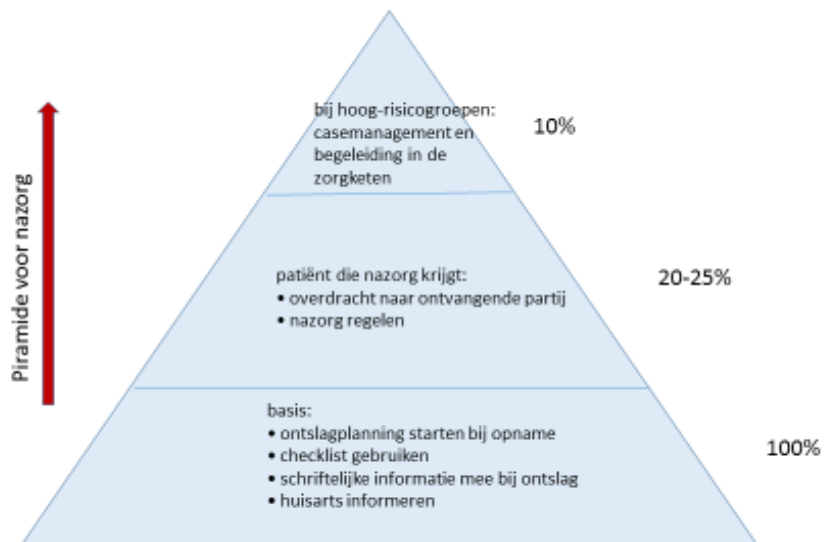 Piramide voor nazorg
bij hoog-risicogroepen:
casemanagement en
begeleiding in de
zorgketen
10%
patiënt die nazorg krijgt:
• overdracht naar ontvangende partij
• nazorg regelen
20-25%
basis:
• ontslagplanning starten bij opname
• checklist gebruiken
• schriftelijke informatie mee bij ontslag
• huisarts informeren
100%